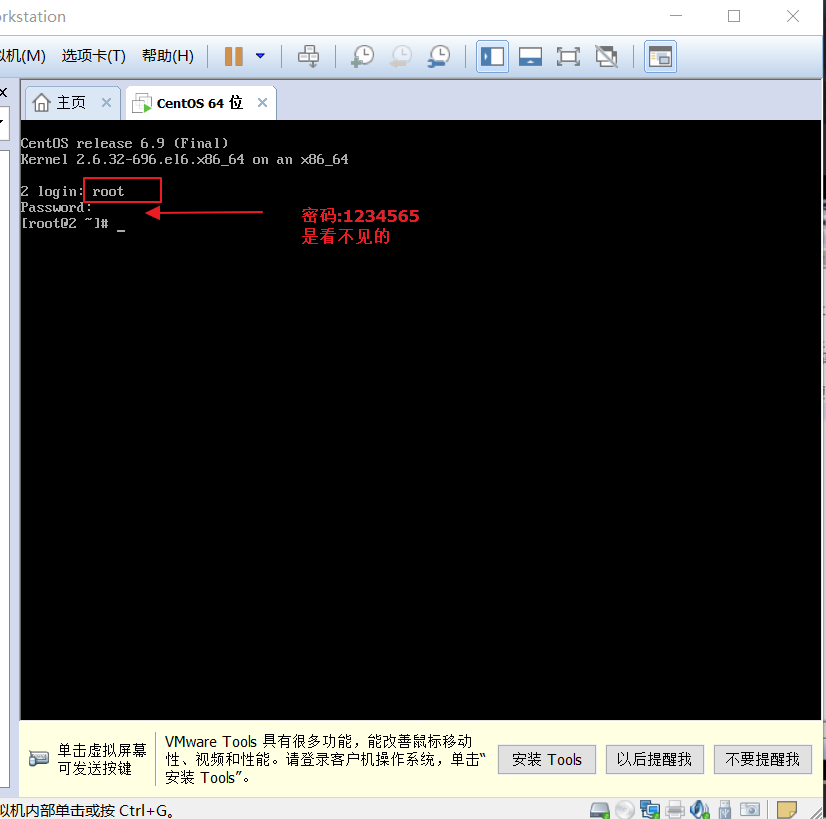 rkstation
拟机(M) 选项卡(T) 帮助(H)
主页
CentOS 64 位
CentOS release 6.9 (Final)
Kernel 2.6.32-696.el6.x86_64 on an x86_64
2 login: root
Password:
[root@2 ~]# _
密码:1234565
是看不见的
单击虚拟屏幕
可发送按键
VMware Tools 具有很多功能，能改善鼠标移动
性、视频和性能。请登录客户机操作系统，单击“
安装 Tools”。
安装 Tools
以后提醒我
不要提醒我
拟机内部单击或按 Ctrl+G。